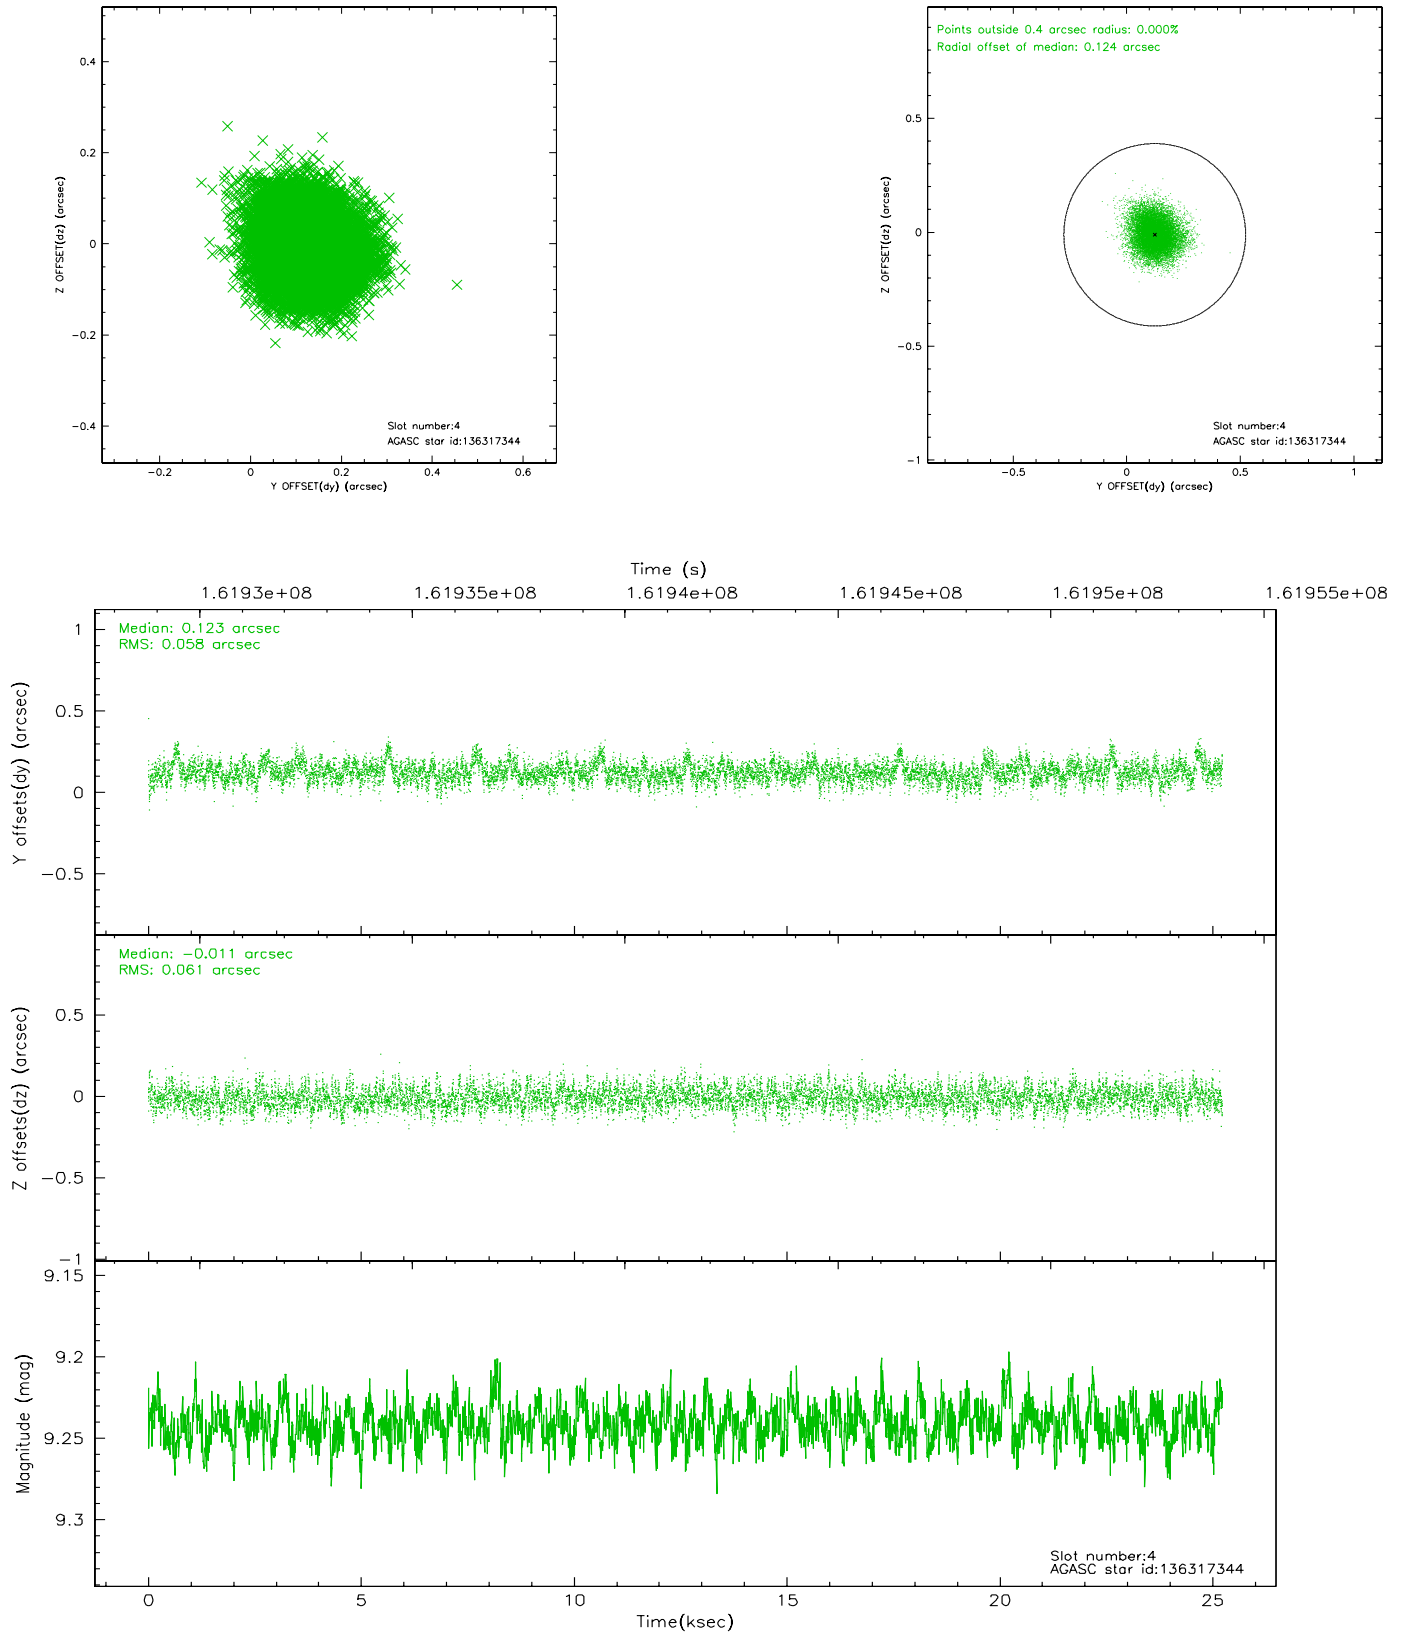 0.4
0.2
0
−0.2
−0.4
Z OFFSET(dz) (arcsec)
−0.2 0 0.2 0.4 0.6
Y OFFSET(dy) (arcsec)
Slot number:4
AGASC star id:136317344
Points outside 0.4 arcsec radius: 0.000%
Radial offset of median: 0.124 arcsec
0.5
0
−0.5
−1
Z OFFSET(dz) (arcsec)
−0.5 0 0.5 1
Y OFFSET(dy) (arcsec)
Slot number:4
AGASC star id:136317344
Time (s)
1.6193e+08 1.61935e+08 1.6194e+08 1.61945e+08 1.6195e+08 1.61955e+08
Median: 0.123 arcsec
RMS: 0.058 arcsec
1
0.5
0
−0.5
Y offsets(dy) (arcsec)
Median: −0.011 arcsec
RMS: 0.061 arcsec
0.5
0
−0.5
−1
Z offsets(dz) (arcsec)
9.15
9.2
9.25
9.3
Magnitude (mag)
Slot number:4
AGASC star id:136317344
0 5 10 15 20 25
Time(ksec)